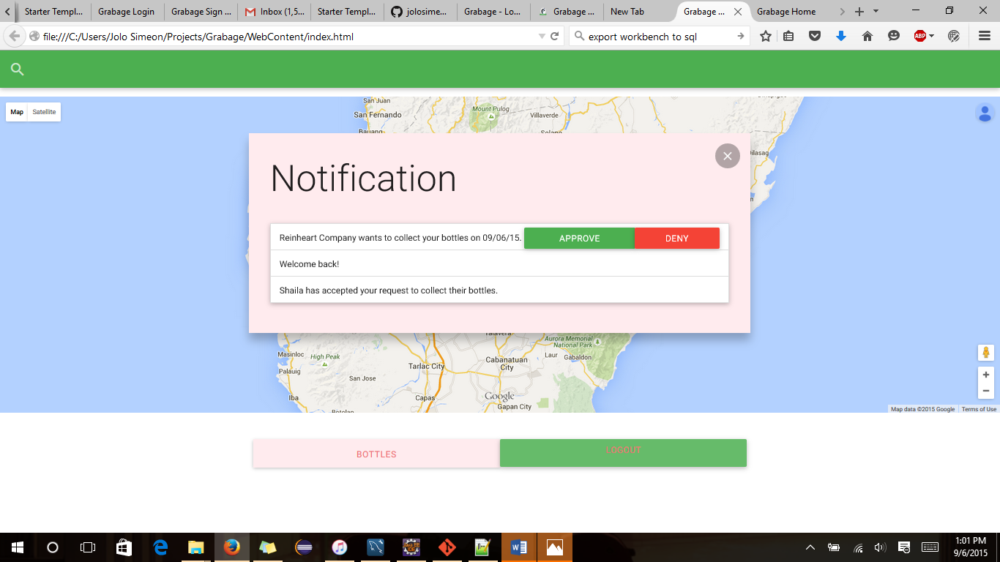 Starter Templ... Grabage Login Grabage Sign ... Inbox (1,5... Starter Templ... jolosime... Grabage - Lo... Grabage ... New Tab Grabage ... Grabage Home
file:///C:/Users/Jolo Simeon/Projects/Grabage/WebContent/index.html export workbench to sql ABP
Map Satellite
San Juan
San Fernando
Mount Pulog
Villaverde
Bauang
Solano
Dilasag
Notification
Reinheart Company wants to collect your bottles on 09/06/15. APPROVE DENY
Welcome back!
Shaila has accepted your request to collect their bottles.
Talavera
Aurora Memorial
National Park
Masinloc
High Peak
Laur
Gabaldon
Palauig
Tarlac City
Cabanatuan
City
San Jose
Iba
Capas
Google
Gapan City
Botolan
Map data ©2015 Google Terms of Use
BOTTLES LOGOUT
1:01 PM
9/6/2015